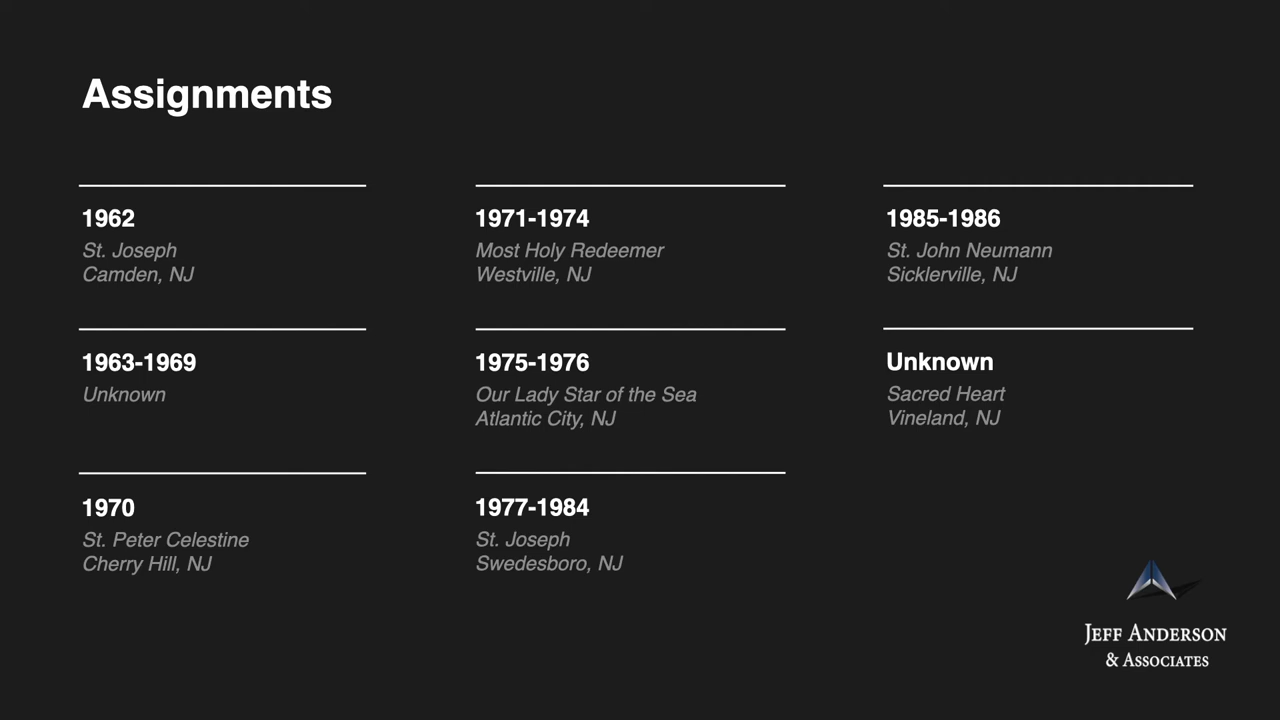 Assignments
1962
St. Joseph
Camden, NJ
1963-1969
Unknown
1970
St. Peter Celestine
Cherry Hill, NJ
1971-1974
Most Holy Redeemer
Westville, NJ
1975-1976
Our Lady Star of the Sea
Atlantic City, NJ
1977-1984
St. Joseph
Swedesboro, NJ
1985-1986
St. John Neumann
Sicklerville, NJ
Unknown
Sacred Heart
Vineland, NJ
Jeff Anderson
& Associates